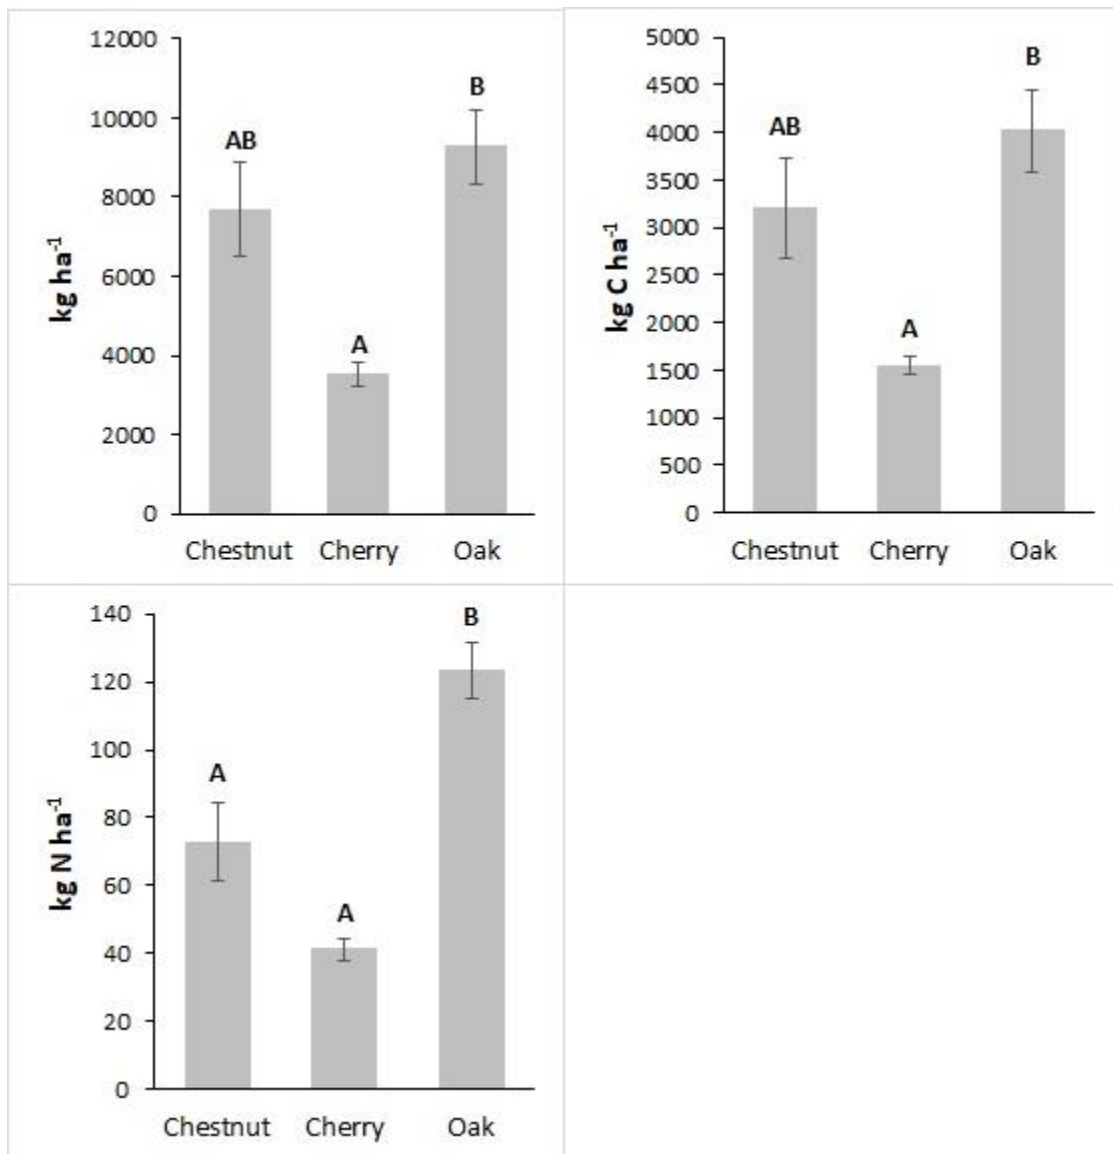 12000
10000
8000
6000
4000
2000
0
kg ha⁻¹
AB
A
B
Chestnut Cherry Oak
5000
4500
4000
3500
3000
2500
2000
1500
1000
500
0
kg C ha⁻¹
AB
A
B
Chestnut Cherry Oak
140
120
100
80
60
40
20
0
kg N ha⁻¹
A
A
B
Chestnut Cherry Oak